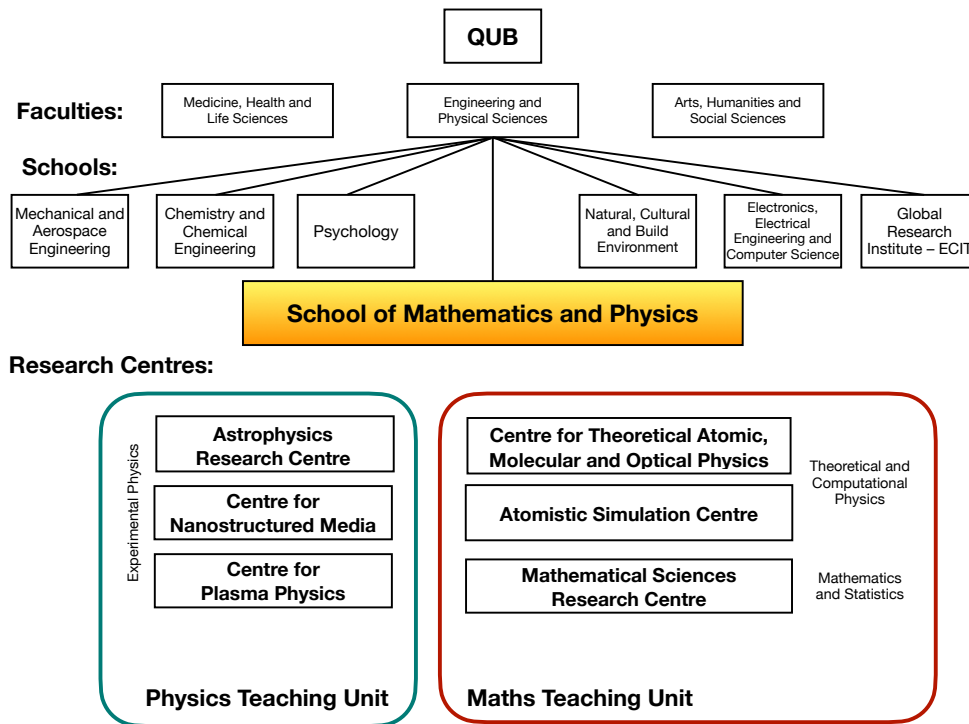 QUB
Faculties:
Medicine, Health and
Life Sciences
Engineering and
Physical Sciences
Arts, Humanities and
Social Sciences
Schools:
Mechanical and
Aerospace
Engineering
Chemistry and
Chemical
Engineering
Psychology
Natural, Cultural
and Build
Environment
Electronics,
Electrical
Engineering and
Computer Science
Global
Research
Institute – ECIT
School of Mathematics and Physics
Research Centres:
Experimental Physics
Astrophysics
Research Centre
Centre for
Nanostructured Media
Centre for
Plasma Physics
Physics Teaching Unit
Centre for Theoretical Atomic,
Molecular and Optical Physics
Atomistic Simulation Centre
Theoretical and
Computational
Physics
Mathematical Sciences
Research Centre
Mathematics
and Statistics
Maths Teaching Unit